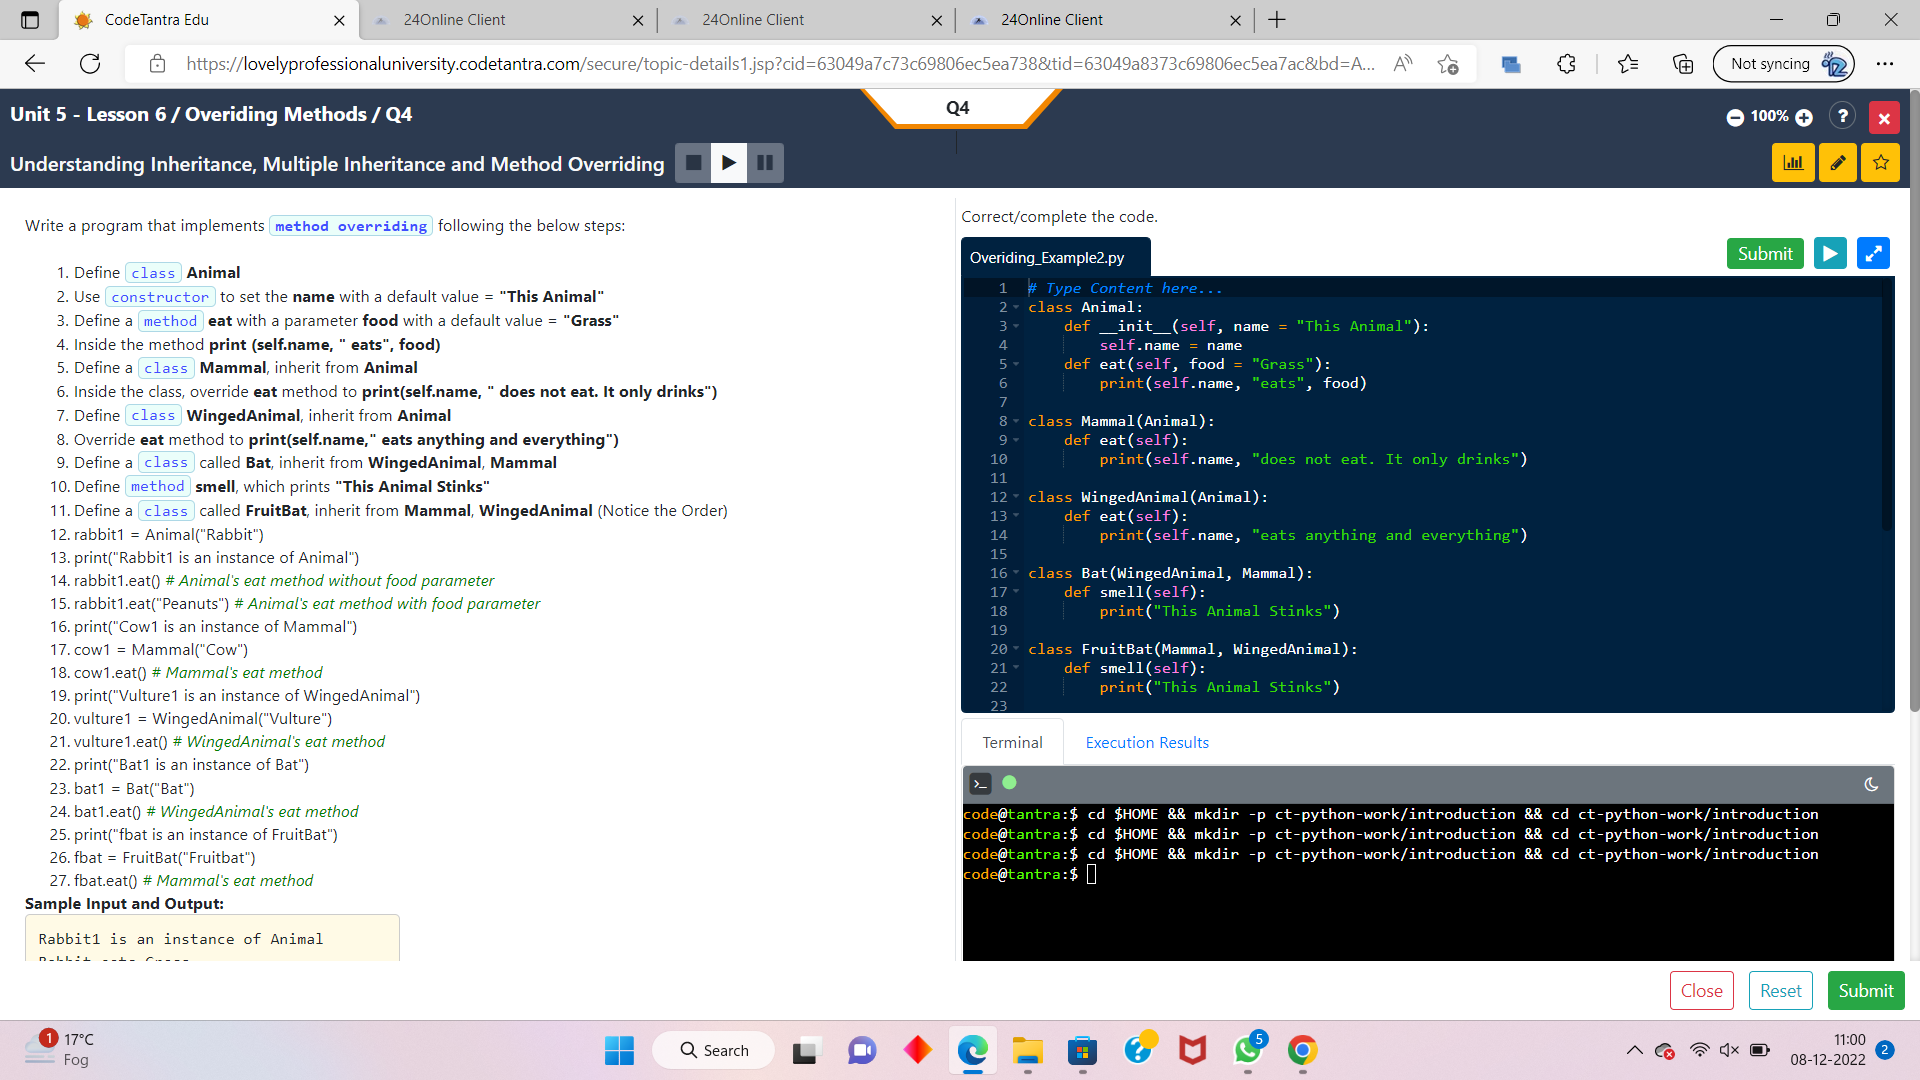 CodeTantra Edu
24Online Client
24Online Client
24Online Client
https://lovelyprofessionaluniversity.codetantra.com/secure/topic-details1.jsp?cid=63049a7c73c69806ec5ea738&tid=63049a8373c69806ec5ea7ac&bd=A...
Not syncing
Unit 5 - Lesson 6 / Overiding Methods / Q4
Q4
100%
?
Understanding Inheritance, Multiple Inheritance and Method Overriding
Write a program that implements method overriding following the below steps:
1. Define class Animal
2. Use constructor to set the name with a default value = "This Animal"
3. Define a method eat with a parameter food with a default value = "Grass"
4. Inside the method print (self.name, " eats", food)
5. Define a class Mammal, inherit from Animal
6. Inside the class, override eat method to print(self.name, " does not eat. It only drinks")
7. Define class WingedAnimal, inherit from Animal
8. Override eat method to print(self.name," eats anything and everything")
9. Define a class called Bat, inherit from WingedAnimal, Mammal
10. Define method smell, which prints "This Animal Stinks"
11. Define a class called FruitBat, inherit from Mammal, WingedAnimal (Notice the Order)
12. rabbit1 = Animal("Rabbit")
13. print("Rabbit1 is an instance of Animal")
14. rabbit1.eat() # Animal's eat method without food parameter
15. rabbit1.eat("Peanuts") # Animal's eat method with food parameter
16. print("Cow1 is an instance of Mammal")
17. cow1 = Mammal("Cow")
18. cow1.eat() # Mammal's eat method
19. print("Vulture1 is an instance of WingedAnimal")
20. vulture1 = WingedAnimal("Vulture")
21. vulture1.eat() # WingedAnimal's eat method
22. print("Bat1 is an instance of Bat")
23. bat1 = Bat("Bat")
24. bat1.eat() # WingedAnimal's eat method
25. print("fbat is an instance of FruitBat")
26. fbat = FruitBat("Fruitbat")
27. fbat.eat() # Mammal's eat method
Sample Input and Output:
Rabbit1 is an instance of Animal
Correct/complete the code.
Overiding_Example2.py
Submit
1 # Type Content here...
2 class Animal:
3 def __init__(self, name = "This Animal"):
4 self.name = name
5 def eat(self, food = "Grass"):
6 print(self.name, "eats", food)
7
8 class Mammal(Animal):
9 def eat(self):
10 print(self.name, "does not eat. It only drinks")
11
12 class WingedAnimal(Animal):
13 def eat(self):
14 print(self.name, "eats anything and everything")
15
16 class Bat(WingedAnimal, Mammal):
17 def smell(self):
18 print("This Animal Stinks")
19
20 class FruitBat(Mammal, WingedAnimal):
21 def smell(self):
22 print("This Animal Stinks")
23
Terminal
Execution Results
code@tantra:$ cd $HOME && mkdir -p ct-python-work/introduction && cd ct-python-work/introduction
code@tantra:$ cd $HOME && mkdir -p ct-python-work/introduction && cd ct-python-work/introduction
code@tantra:$ cd $HOME && mkdir -p ct-python-work/introduction && cd ct-python-work/introduction
code@tantra:$
Close
Reset
Submit
1
17°C
Fog
Search
5
11:00
08-12-2022
2